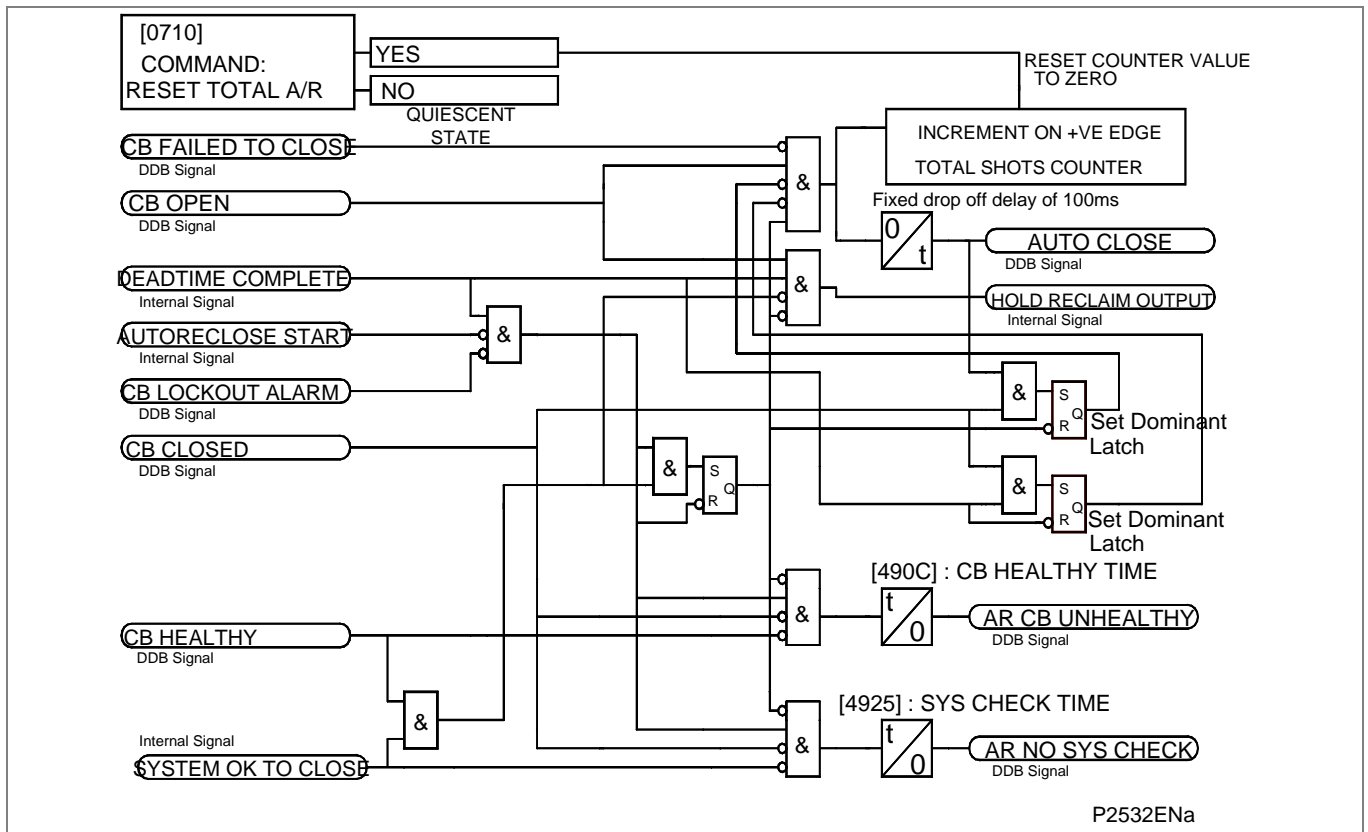 [0710]
COMMAND:
RESET TOTAL A/R
YES
NO
QUIESCENT
STATE
RESET COUNTER VALUE
TO ZERO
INCREMENT ON +VE EDGE
TOTAL SHOTS COUNTER
CB FAILED TO CLOSE
DDB Signal
&
CB OPEN
DDB Signal
Fixed drop off delay of 100ms
0
t
AUTO CLOSE
DDB Signal
DEADTIME COMPLETE
Internal Signal
&
HOLD RECLAIM OUTPUT
Internal Signal
AUTORECLOSE START
Internal Signal
&
CB LOCKOUT ALARM
DDB Signal
&
S
Q
R
Set Dominant
Latch
CB CLOSED
DDB Signal
&
S
Q
R
&
S
Q
R
Set Dominant
Latch
[490C] : CB HEALTHY TIME
CB HEALTHY
DDB Signal
&
t
0
AR CB UNHEALTHY
DDB Signal
&
[4925] : SYS CHECK TIME
Internal Signal
SYSTEM OK TO CLOSE
&
t
0
AR NO SYS CHECK
DDB Signal
P2532ENa